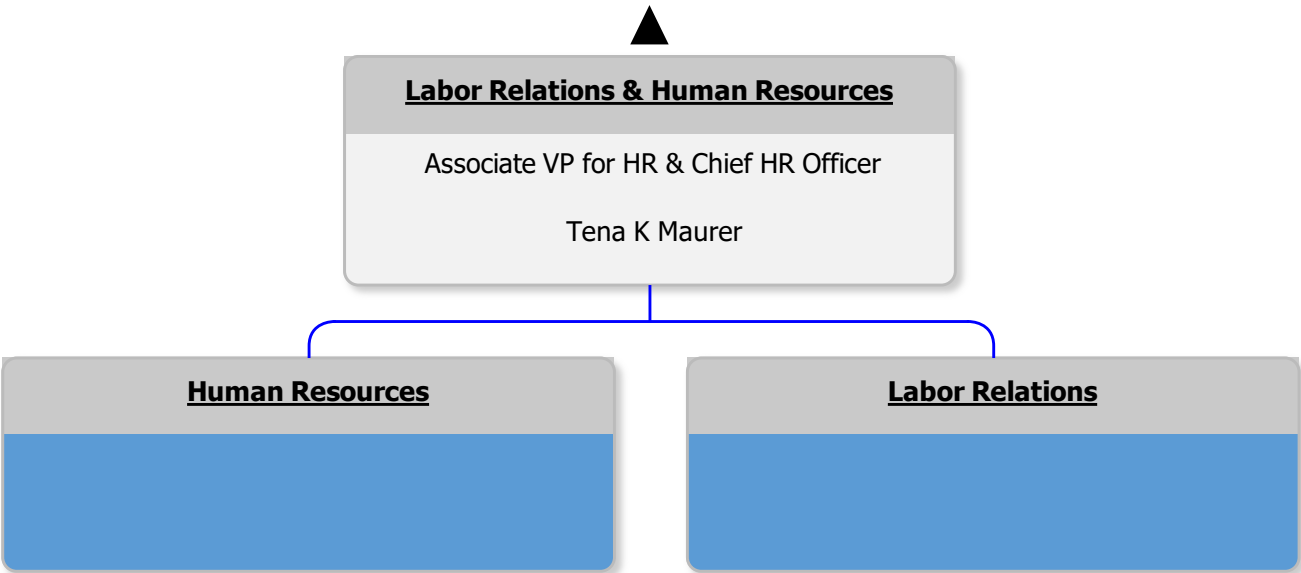 Labor Relations & Human Resources
Associate VP for HR & Chief HR Officer
Tena K Maurer
Human Resources
Labor Relations